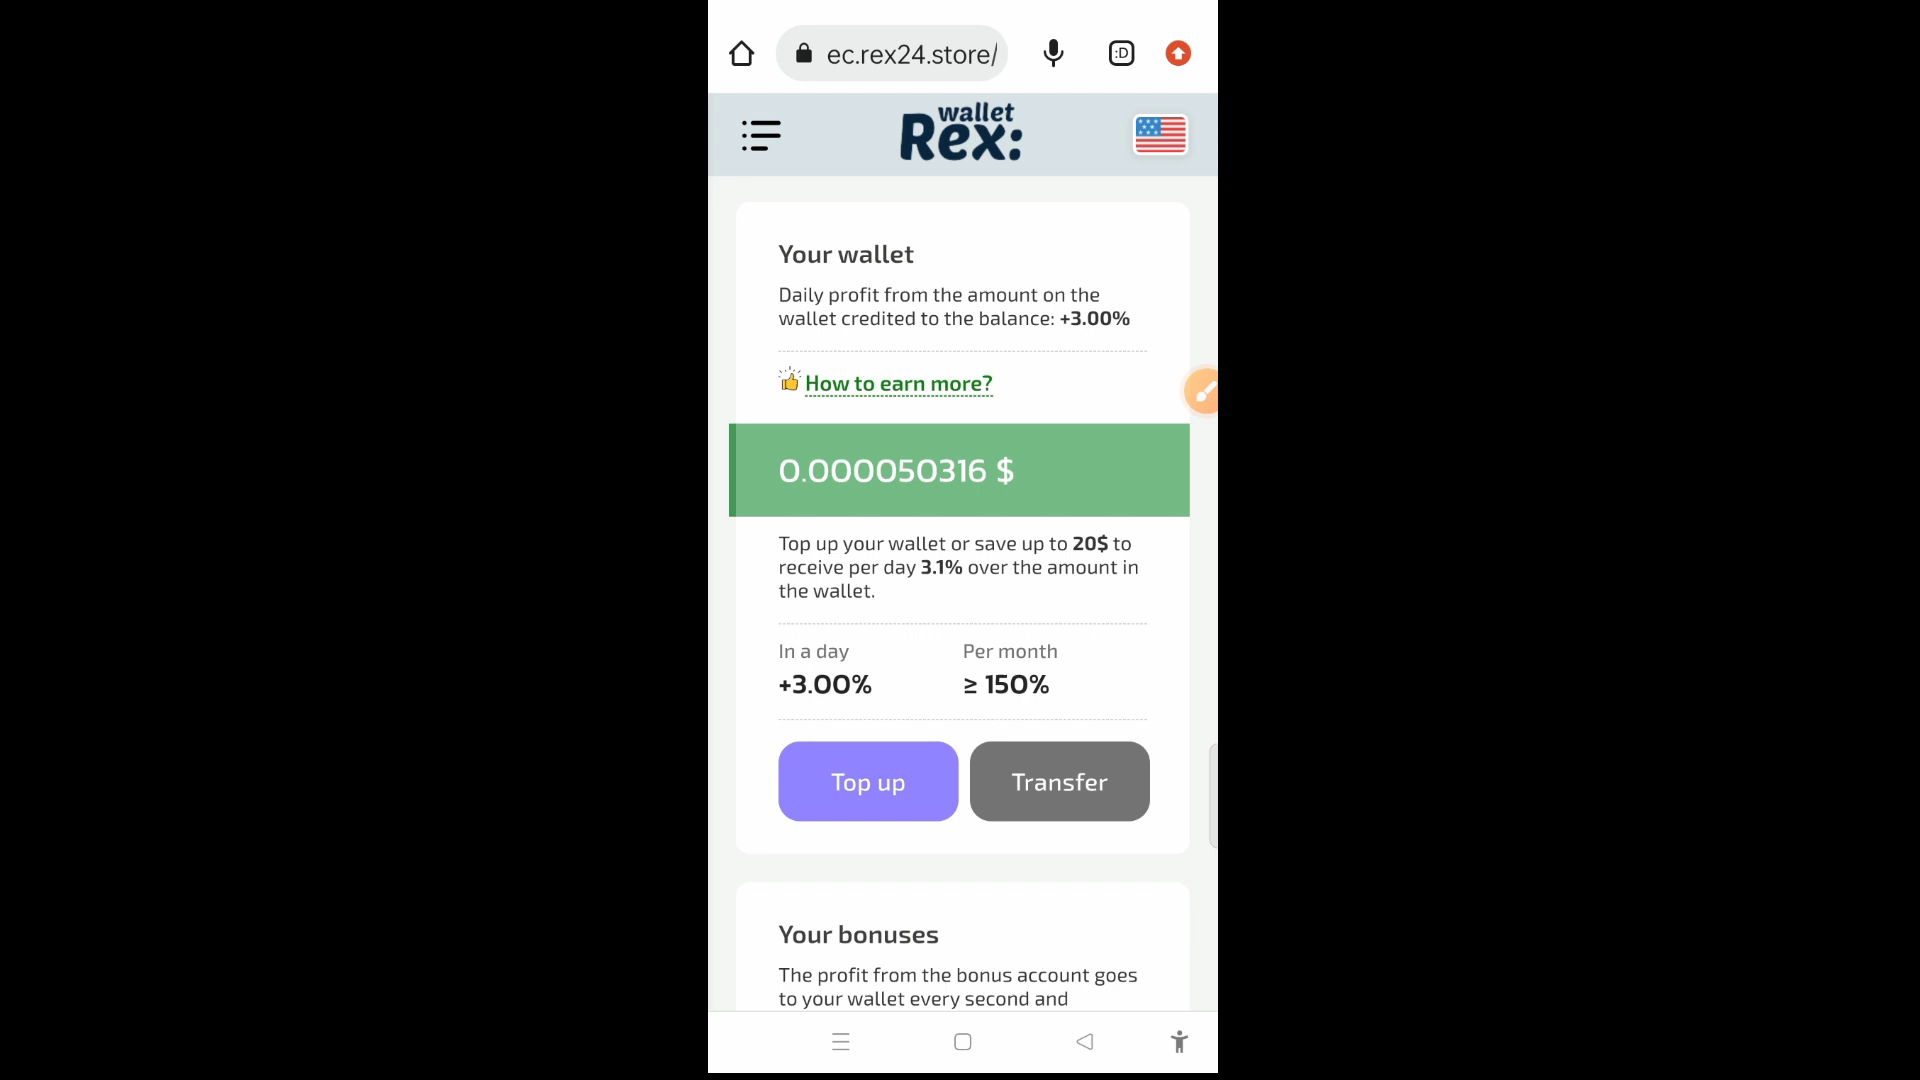 ec.rex24.store/
:D
wallet
Rex:
Your wallet
Daily profit from the amount on the
wallet credited to the balance: +3.00%
How to earn more?
0.000050316 $
Top up your wallet or save up to 20$ to
receive per day 3.1% over the amount in
the wallet.
In a day Per month
+3.00% ≥ 150%
Top up Transfer
Your bonuses
The profit from the bonus account goes
to your wallet every second and